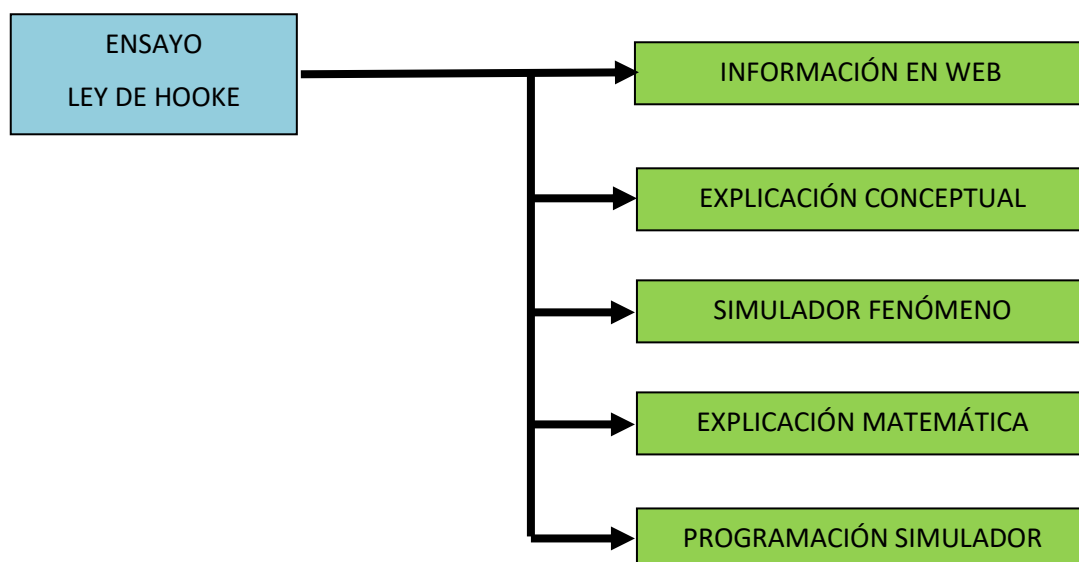 ENSAYO
LEY DE HOOKE
INFORMACIÓN EN WEB
EXPLICACIÓN CONCEPTUAL
SIMULADOR FENÓMENO
EXPLICACIÓN MATEMÁTICA
PROGRAMACIÓN SIMULADOR